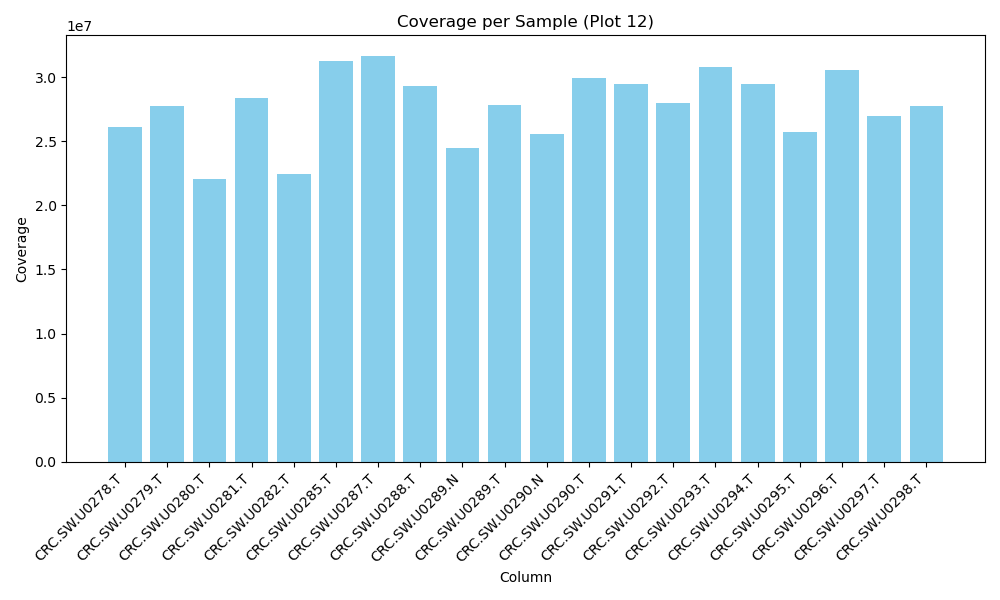 Coverage per Sample (Plot 12)
1e7
3.0
2.5
2.0
1.5
1.0
0.5
0.0
Coverage
CRC.SW.U0278.T
CRC.SW.U0279.T
CRC.SW.U0280.T
CRC.SW.U0281.T
CRC.SW.U0282.T
CRC.SW.U0285.T
CRC.SW.U0287.T
CRC.SW.U0288.T
CRC.SW.U0289.N
CRC.SW.U0289.T
CRC.SW.U0290.N
CRC.SW.U0290.T
CRC.SW.U0291.T
CRC.SW.U0292.T
CRC.SW.U0293.T
CRC.SW.U0294.T
CRC.SW.U0295.T
CRC.SW.U0296.T
CRC.SW.U0297.T
CRC.SW.U0298.T
Column